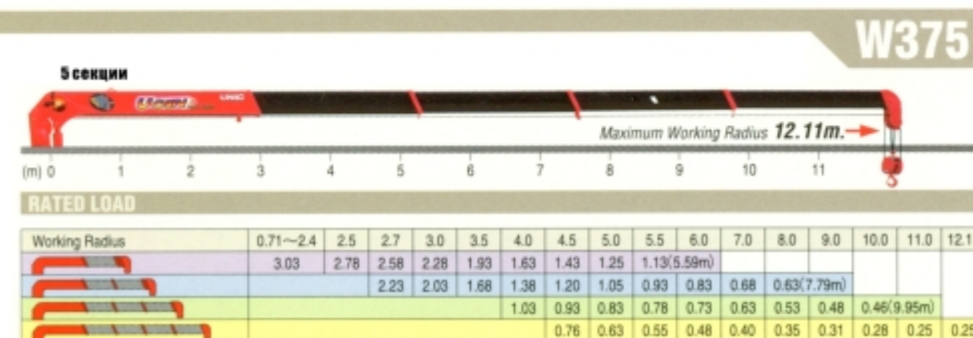 W375
5 секции
UNIC
Maximum Working Radius 12.11m.
(m) 0 1 2 3 4 5 6 7 8 9 10 11
RATED LOAD
Working Radius 0.71~2.4 2.5 2.7 3.0 3.5 4.0 4.5 5.0 5.5 6.0 7.0 8.0 9.0 10.0 11.0 12.1
3.03 2.78 2.58 2.28 1.93 1.63 1.43 1.25 1.13(5.59m)
2.23 2.03 1.68 1.38 1.20 1.05 0.93 0.83 0.68 0.63(7.79m)
1.03 0.93 0.83 0.78 0.73 0.63 0.53 0.48 0.46(9.95m)
0.76 0.63 0.55 0.48 0.40 0.35 0.31 0.28 0.25 0.25